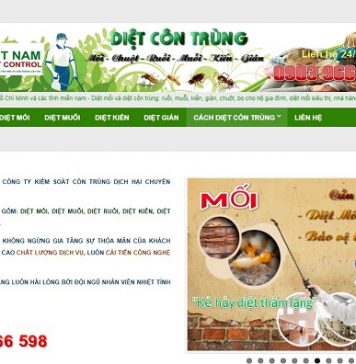 DIỆT CÔN TRÙNG
T NAM
T CONTROL
Mối - Chuột - Ruồi - Muỗi - Kiến - Gián
Liên hệ 24/
0903.966
Chí Minh và các tỉnh miền nam - Diệt mối và diệt côn trùng: ruồi, muỗi, kiến, gián, chuột, bọ cho hộ gia đình, diệt mối siêu thị, nhà hàn
DIỆT MỐI DIỆT MUỖI DIỆT KIẾN DIỆT GIÁN CÁCH DIỆT CÔN TRÙNG LIÊN HỆ
CÔNG TY KIỂM SOÁT CÔN TRÙNG DỊCH HẠI CHUYÊN
GỒM: DIỆT MỐI, DIỆT MUỖI, DIỆT RUỒI, DIỆT KIẾN, DIỆT
KHÔNG NGỪNG GIA TĂNG SỰ THỎA MÃN CỦA KHÁCH
CAO CHẤT LƯỢNG DỊCH VỤ, LUÔN CẢI TIẾN CÔNG NGHỆ
NG LUÔN HÀI LÒNG BỞI ĐỘI NGŨ NHÂN VIÊN NHIỆT TÌNH
66 598
MỐI
Diệt Mố
Bảo vệ
"Kẻ hủy diệt thầm lặng"